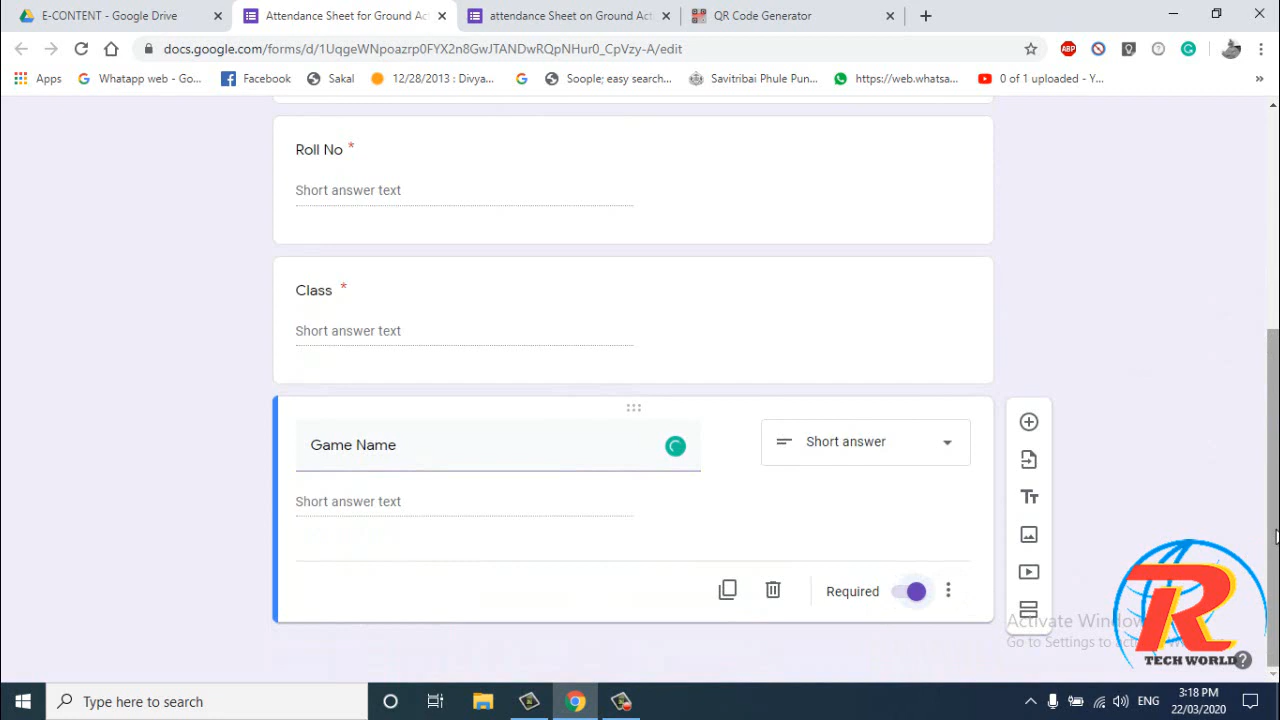 E-CONTENT - Google Drive
Attendance Sheet for Ground Ac
attendance Sheet on Ground Act
QR Code Generator
docs.google.com/forms/d/1UqgeWNpoazrp0FYX2n8GwJTANDwRQpNHur0_CpVzy-A/edit
ABP
Apps
Whatapp web - Go...
Facebook
Sakal
12/28/2013 : Divya...
Soople; easy search...
Savitribai Phule Pun...
https://web.whatsa...
0 of 1 uploaded - Y...
Roll No *
Short answer text
Class *
Short answer text
Game Name
Short answer
Short answer text
Required
Activate Windo
Go to Settings to
R
TECH WORLD
Type here to search
ENG
3:18 PM
22/03/2020